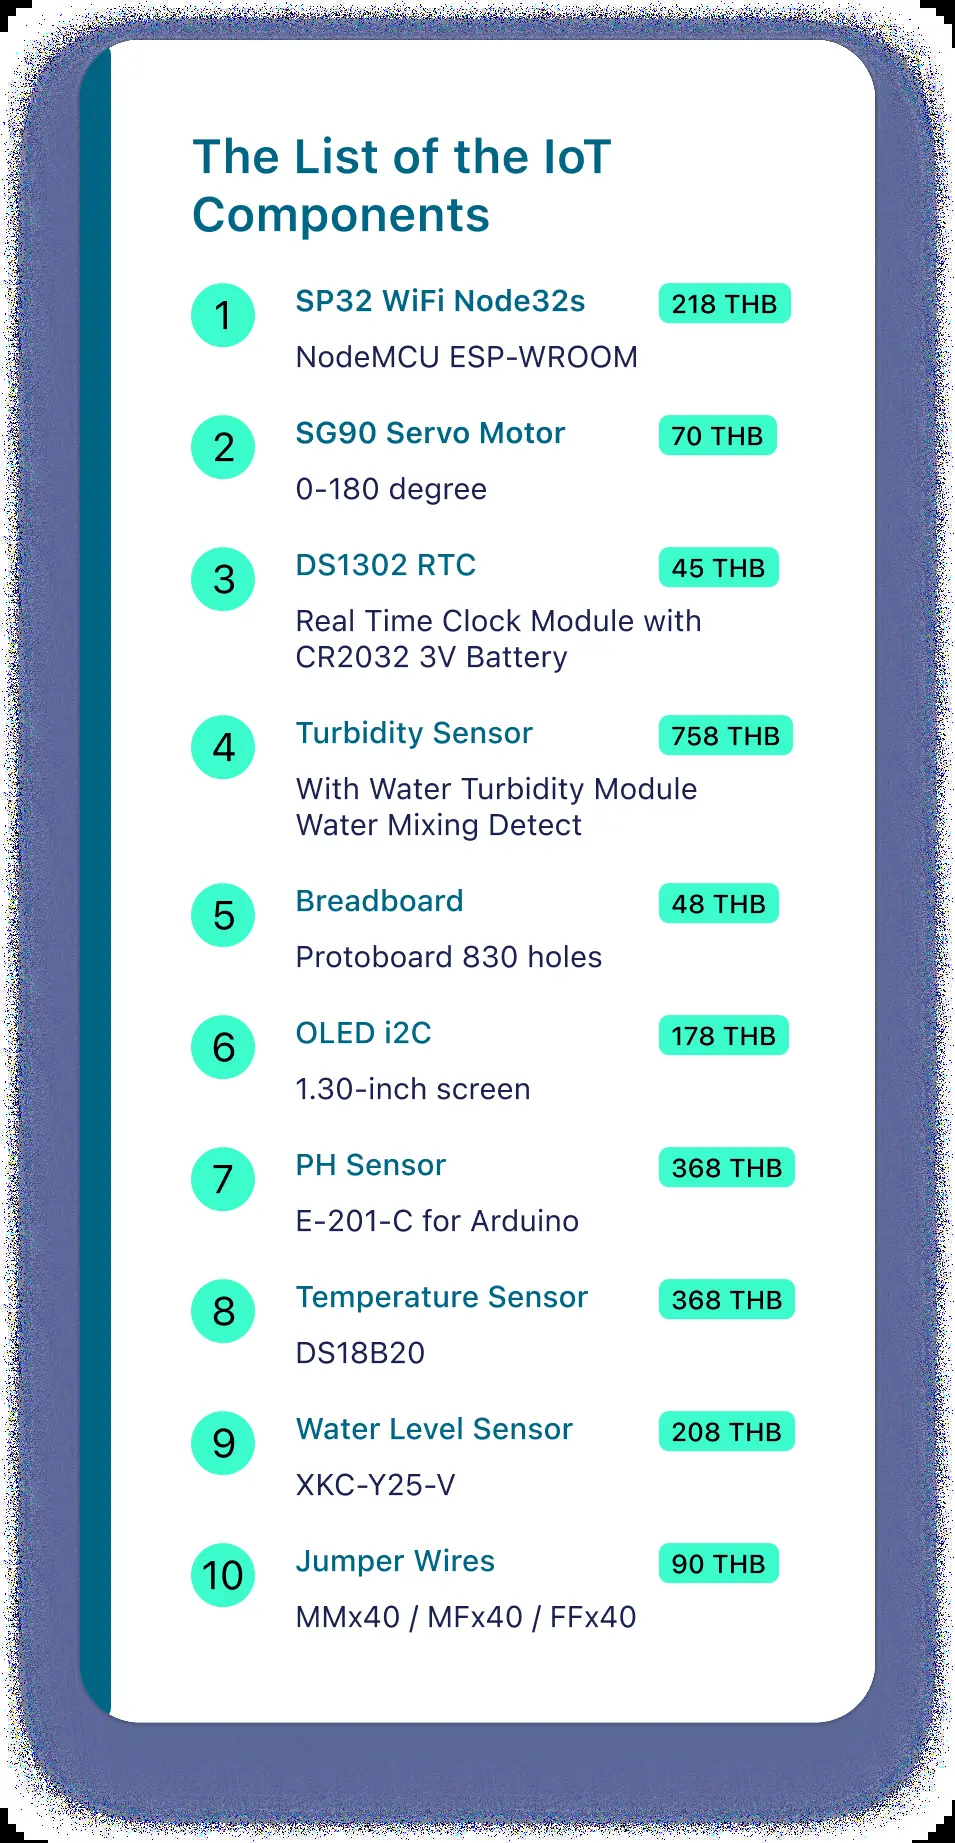 The List of the IoT
Components
1
SP32 WiFi Node32s
218 THB
NodeMCU ESP-WROOM
2
SG90 Servo Motor
70 THB
0-180 degree
3
DS1302 RTC
45 THB
Real Time Clock Module with
CR2032 3V Battery
4
Turbidity Sensor
758 THB
With Water Turbidity Module
Water Mixing Detect
5
Breadboard
48 THB
Protoboard 830 holes
6
OLED i2C
178 THB
1.30-inch screen
7
PH Sensor
368 THB
E-201-C for Arduino
8
Temperature Sensor
368 THB
DS18B20
9
Water Level Sensor
208 THB
XKC-Y25-V
10
Jumper Wires
90 THB
MMx40 / MFx40 / FFx40